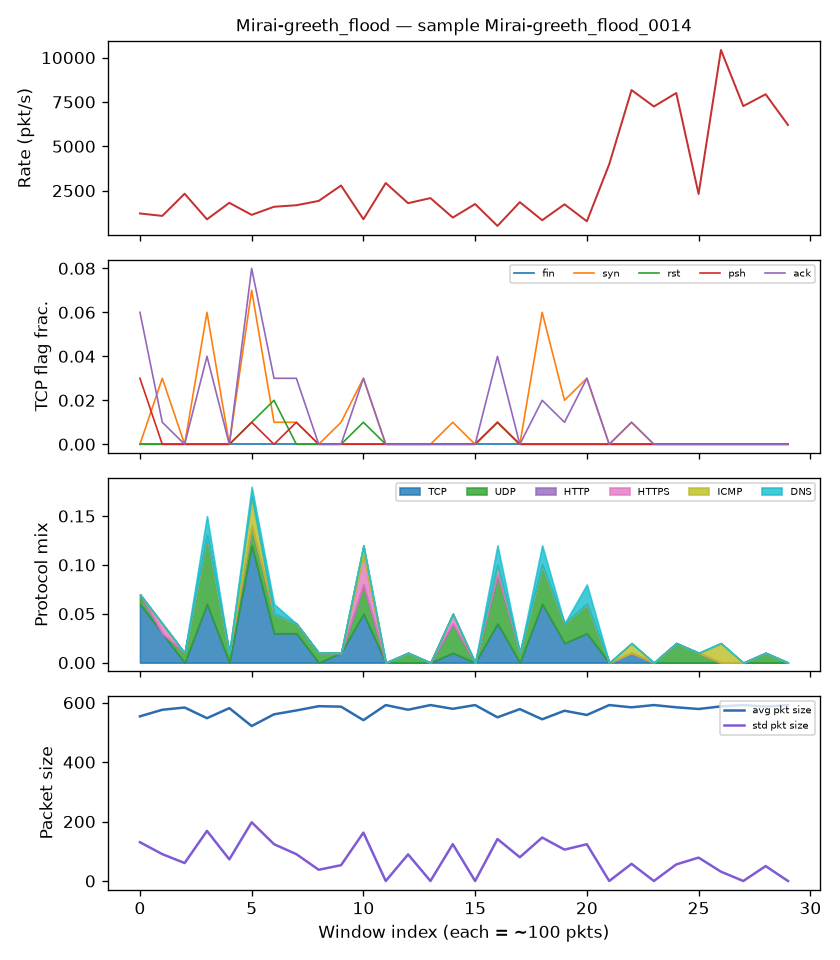 Mirai-greeth_flood — sample Mirai-greeth_flood_0014
Rate (pkt/s)
10000
7500
5000
2500
TCP flag frac.
0.08
0.06
0.04
0.02
0.00
fin syn rst psh ack
Protocol mix
0.15
0.10
0.05
0.00
TCP UDP HTTP HTTPS ICMP DNS
Packet size
600
400
200
0
avg pkt size
std pkt size
0 5 10 15 20 25 30
Window index (each = ~100 pkts)